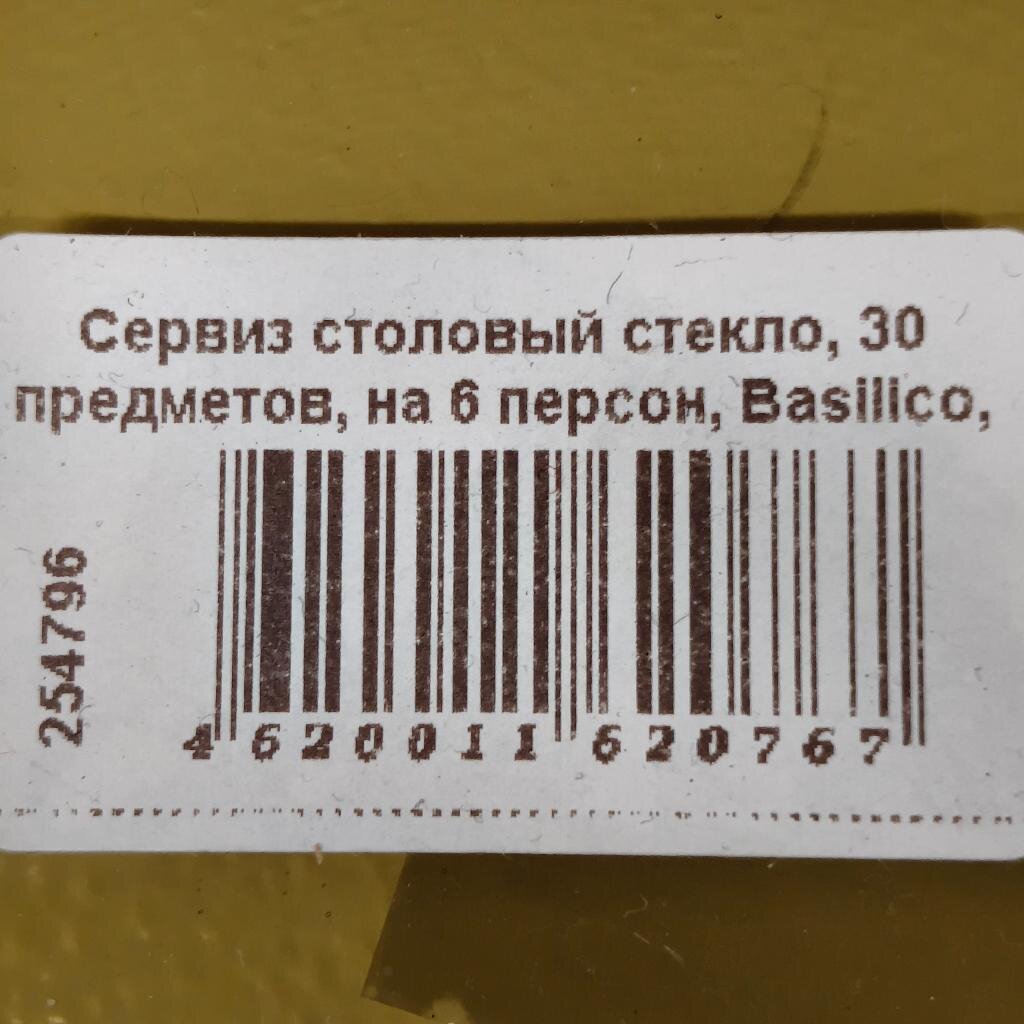 Сервиз столовый стекло, 30
предметов, на 6 персон, Basilico,
254796
4 620011 620767